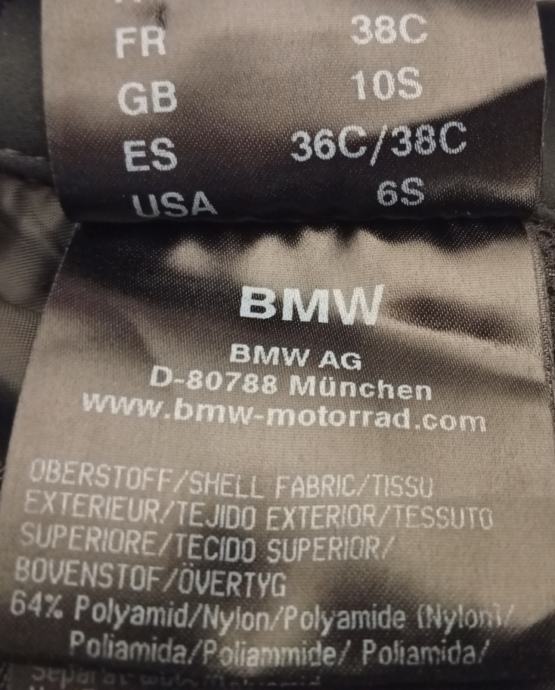 FR 38C
GB 10S
ES 36C/38C
USA 6S
BMW
BMW AG
D-80788 München
www.bmw-motorrad.com
OBERSTOFF/SHELL FABRIC/TISSU
EXTERIEUR/TEJIDO EXTERIOR/TESSUTO
SUPERIORE/TECIDO SUPERIOR/
BOVENSTOF/ÖVERTYG
64% Polyamid/Nylon/Polyamide (Nylon)/
Poliamida/Poliammide/ Poliamida/